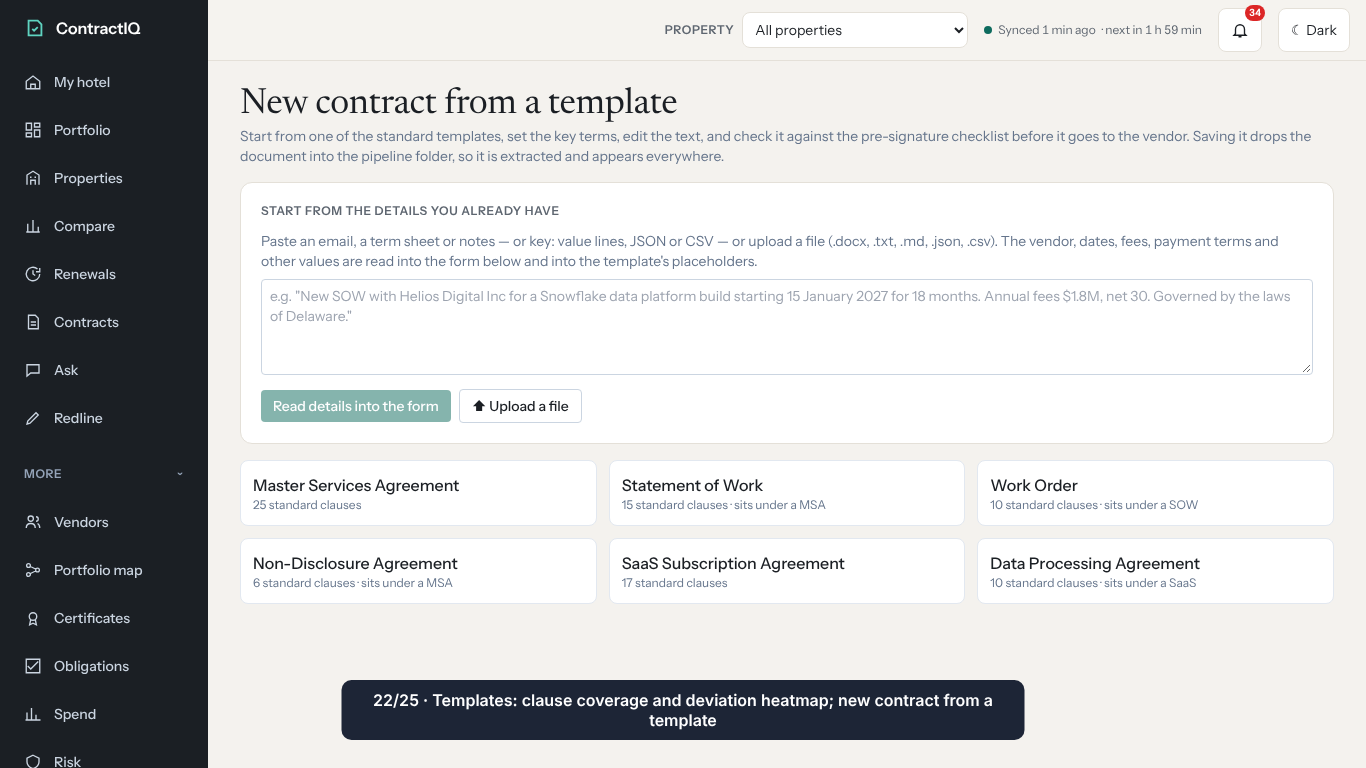 ContractIQ
My hotel
Portfolio
Properties
Compare
Renewals
Contracts
Ask
Redline
MORE
Vendors
Portfolio map
Certificates
Obligations
Spend
Risk
PROPERTY
All properties
Synced 1 min ago · next in 1 h 59 min
34
Dark
New contract from a template
Start from one of the standard templates, set the key terms, edit the text, and check it against the pre-signature checklist before it goes to the vendor. Saving it drops the
document into the pipeline folder, so it is extracted and appears everywhere.
START FROM THE DETAILS YOU ALREADY HAVE
Paste an email, a term sheet or notes — or key: value lines, JSON or CSV — or upload a file (.docx, .txt, .md, .json, .csv). The vendor, dates, fees, payment terms and
other values are read into the form below and into the template's placeholders.
e.g. "New SOW with Helios Digital Inc for a Snowflake data platform build starting 15 January 2027 for 18 months. Annual fees $1.8M, net 30. Governed by the laws
of Delaware."
Read details into the form
Upload a file
Master Services Agreement
25 standard clauses
Statement of Work
15 standard clauses · sits under a MSA
Work Order
10 standard clauses · sits under a SOW
Non-Disclosure Agreement
6 standard clauses · sits under a MSA
SaaS Subscription Agreement
17 standard clauses
Data Processing Agreement
10 standard clauses · sits under a SaaS
22/25 · Templates: clause coverage and deviation heatmap; new contract from a
template